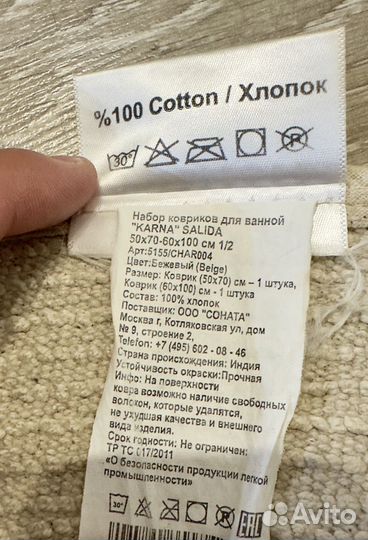 %100 Cotton / Хлопок
30°
P
Набор ковриков для ванной
"KARNA" SALIDA
50x70-60x100 см 1/2
Арт:5155/CHAR004
Цвет:Бежевый (Beige)
Размер: Коврик (50x70) см – 1 штука,
Коврик (60x100) см - 1 штука
Состав: 100% хлопок
Поставщик: ООО "СОНАТА"
Москва г, Котляковская ул, дом
№ 9, строение 2,
Telefon: +7 (495) 602 - 08 - 46
Страна происхождения: Индия
Устойчивость окраски:Прочная
Инфо: На поверхности
ковра возможно наличие свободных
волокон, которые удалятся,
не ухудшая качества и внешнего
вида изделия.
Срок годности: Не ограничен:
ТР ТС 017/2011
«О безопасности продукции легкой
промышленности»
30°
P
EAC
Avito